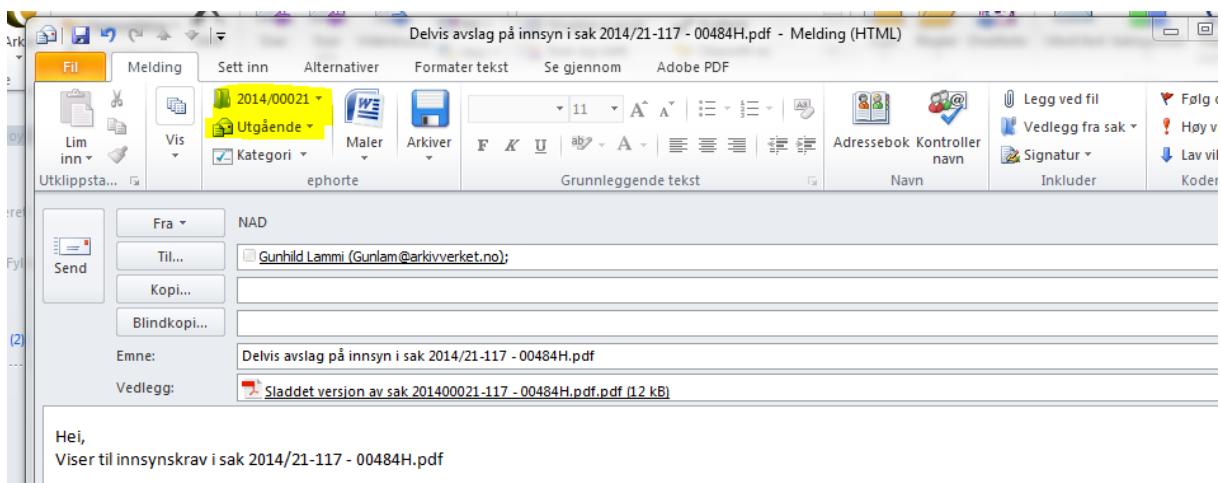 Delvis avslag på innsyn i sak 2014/21-117 - 00484H.pdf - Melding (HTML)
Fil Melding Sett inn Alternativer Formater tekst Se gjennom Adobe PDF
2014/00021
Utgående
Kategori
Lim inn
Vis
Maler
Arkiver
11
F K U
Adressebok
Kontroller navn
Legg ved fil
Vedlegg fra sak
Signatur
Følg
Høy
Lav
Utklippsta... ephorte Grunnleggende tekst Navn Inkluder
Send
Fra NAD
Til... Gunhild Lammi (Gunlam@arkivverket.no);
Kopi...
Blindkopi...
(2)
Emne: Delvis avslag på innsyn i sak 2014/21-117 - 00484H.pdf
Vedlegg: Sladdet versjon av sak 201400021-117 - 00484H.pdf.pdf (12 kB)
Hei,
Viser til innsynskrav i sak 2014/21-117 - 00484H.pdf